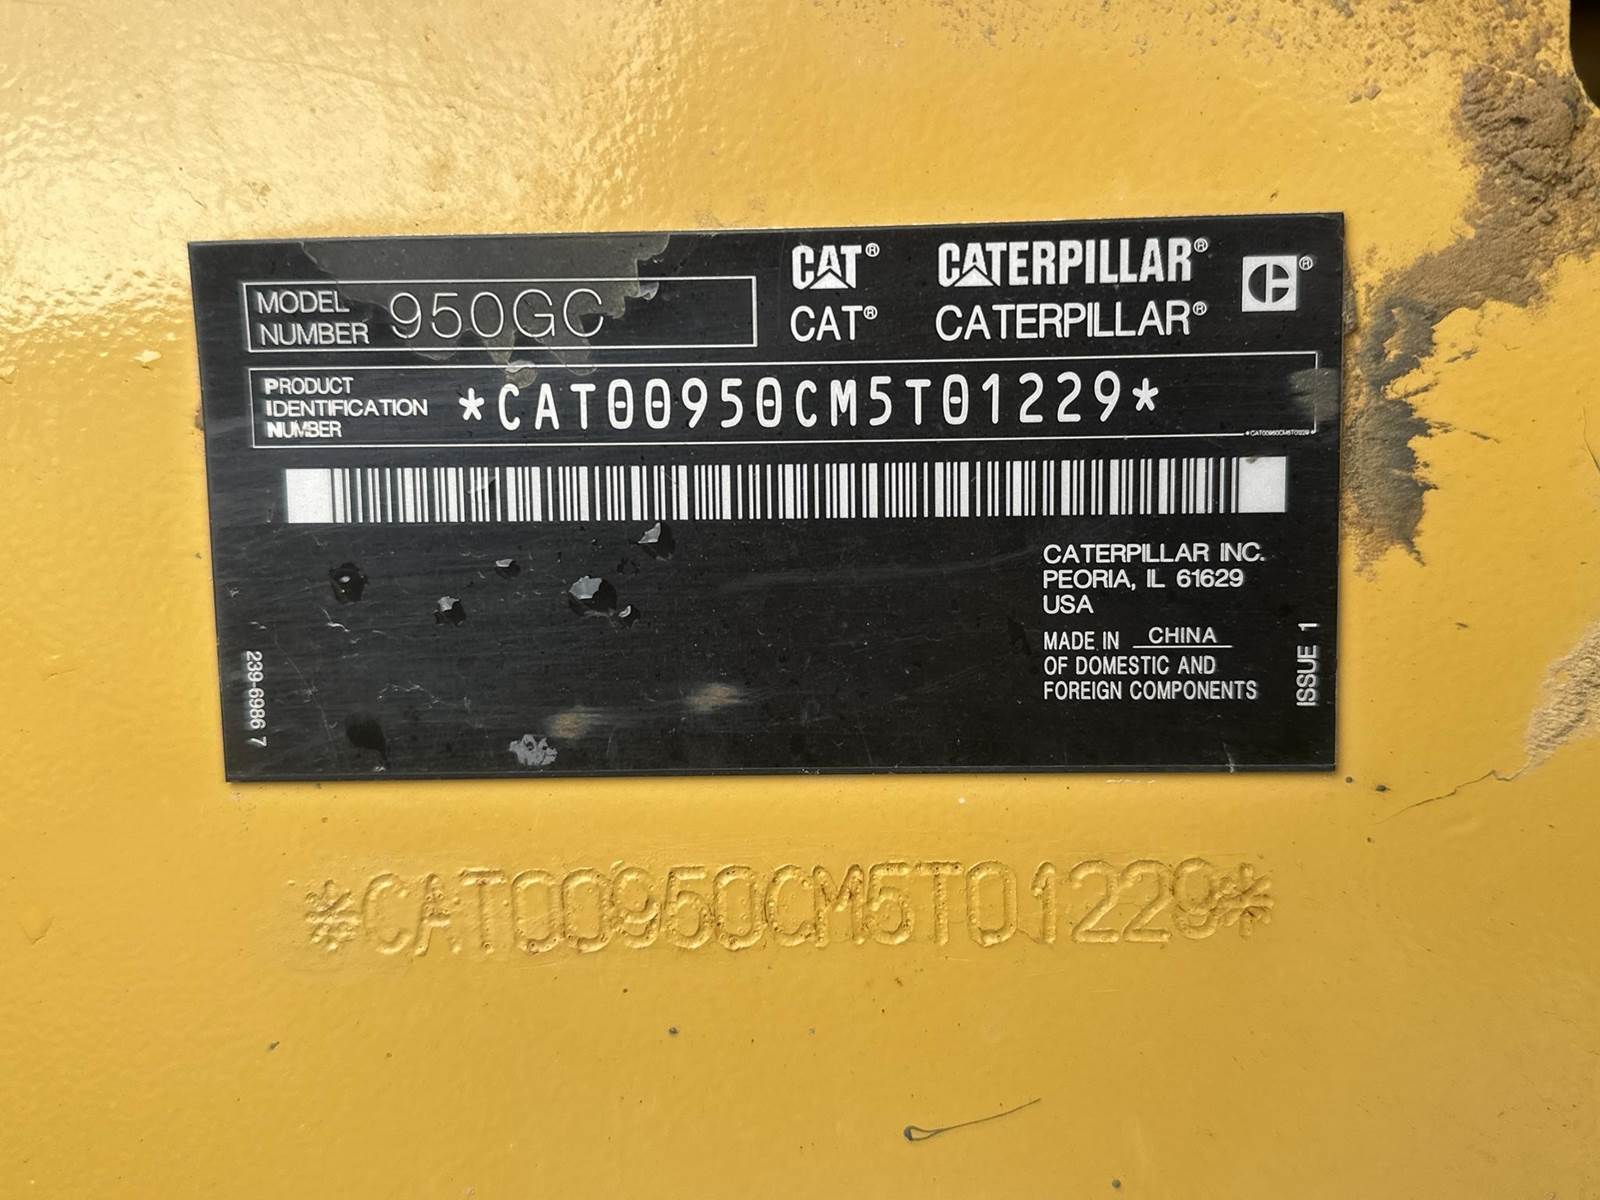 CAT® CATERPILLAR®
MODEL NUMBER 950GC
CAT® CATERPILLAR®
PRODUCT IDENTIFICATION NUMBER *CAT00950CM5T01229*
*CAT00950CM5T01229*
CATERPILLAR INC.
PEORIA, IL 61629
USA
MADE IN CHINA
OF DOMESTIC AND
FOREIGN COMPONENTS
ISSUE 1
239-6986 7
*CAT00950CM5T01229*